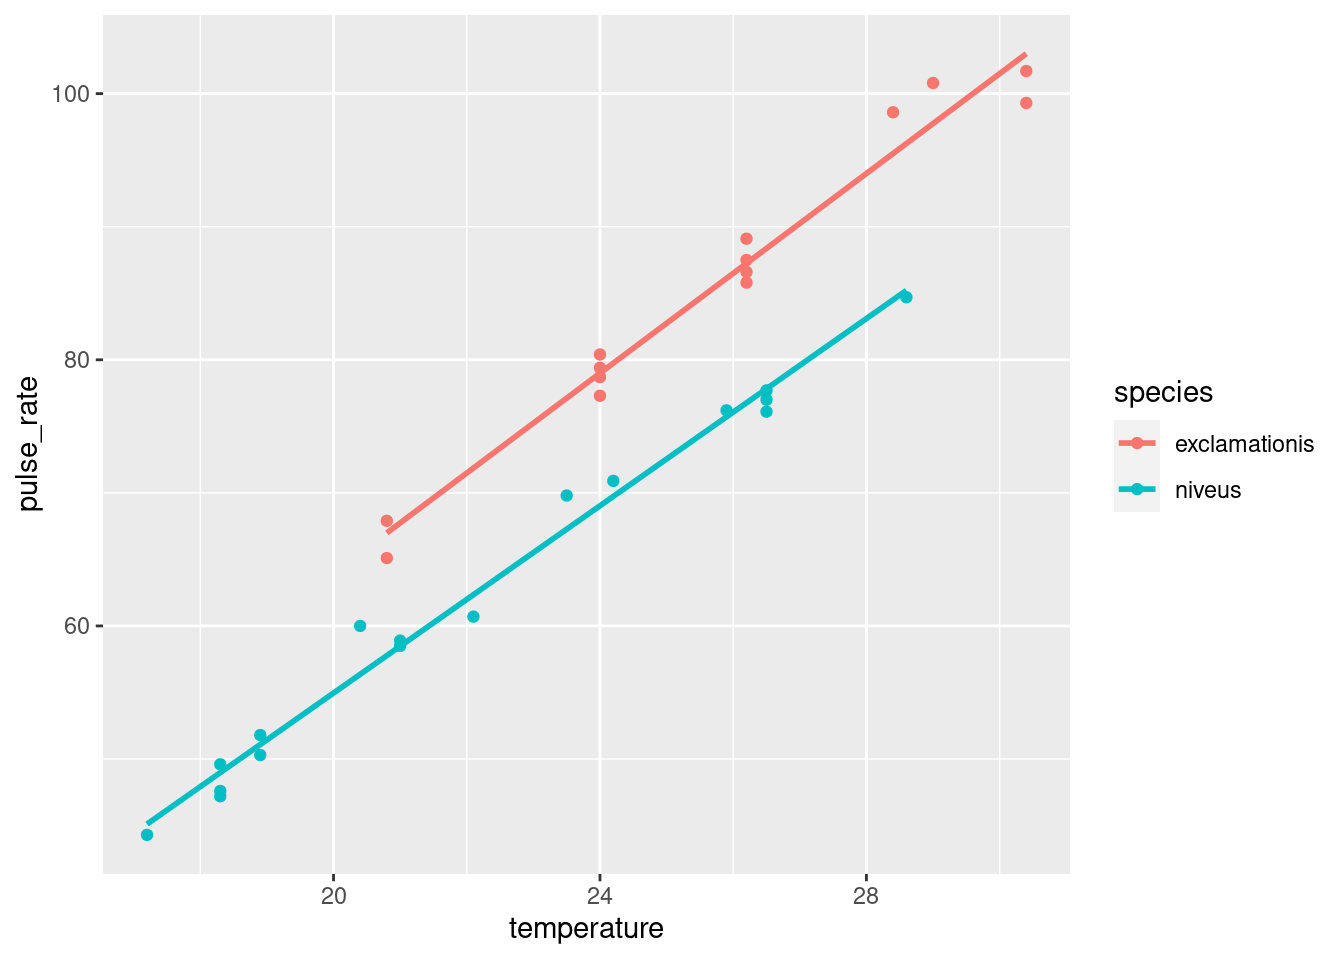 100
80
60
20 24 28
temperature
pulse_rate
species
exclamationis
niveus